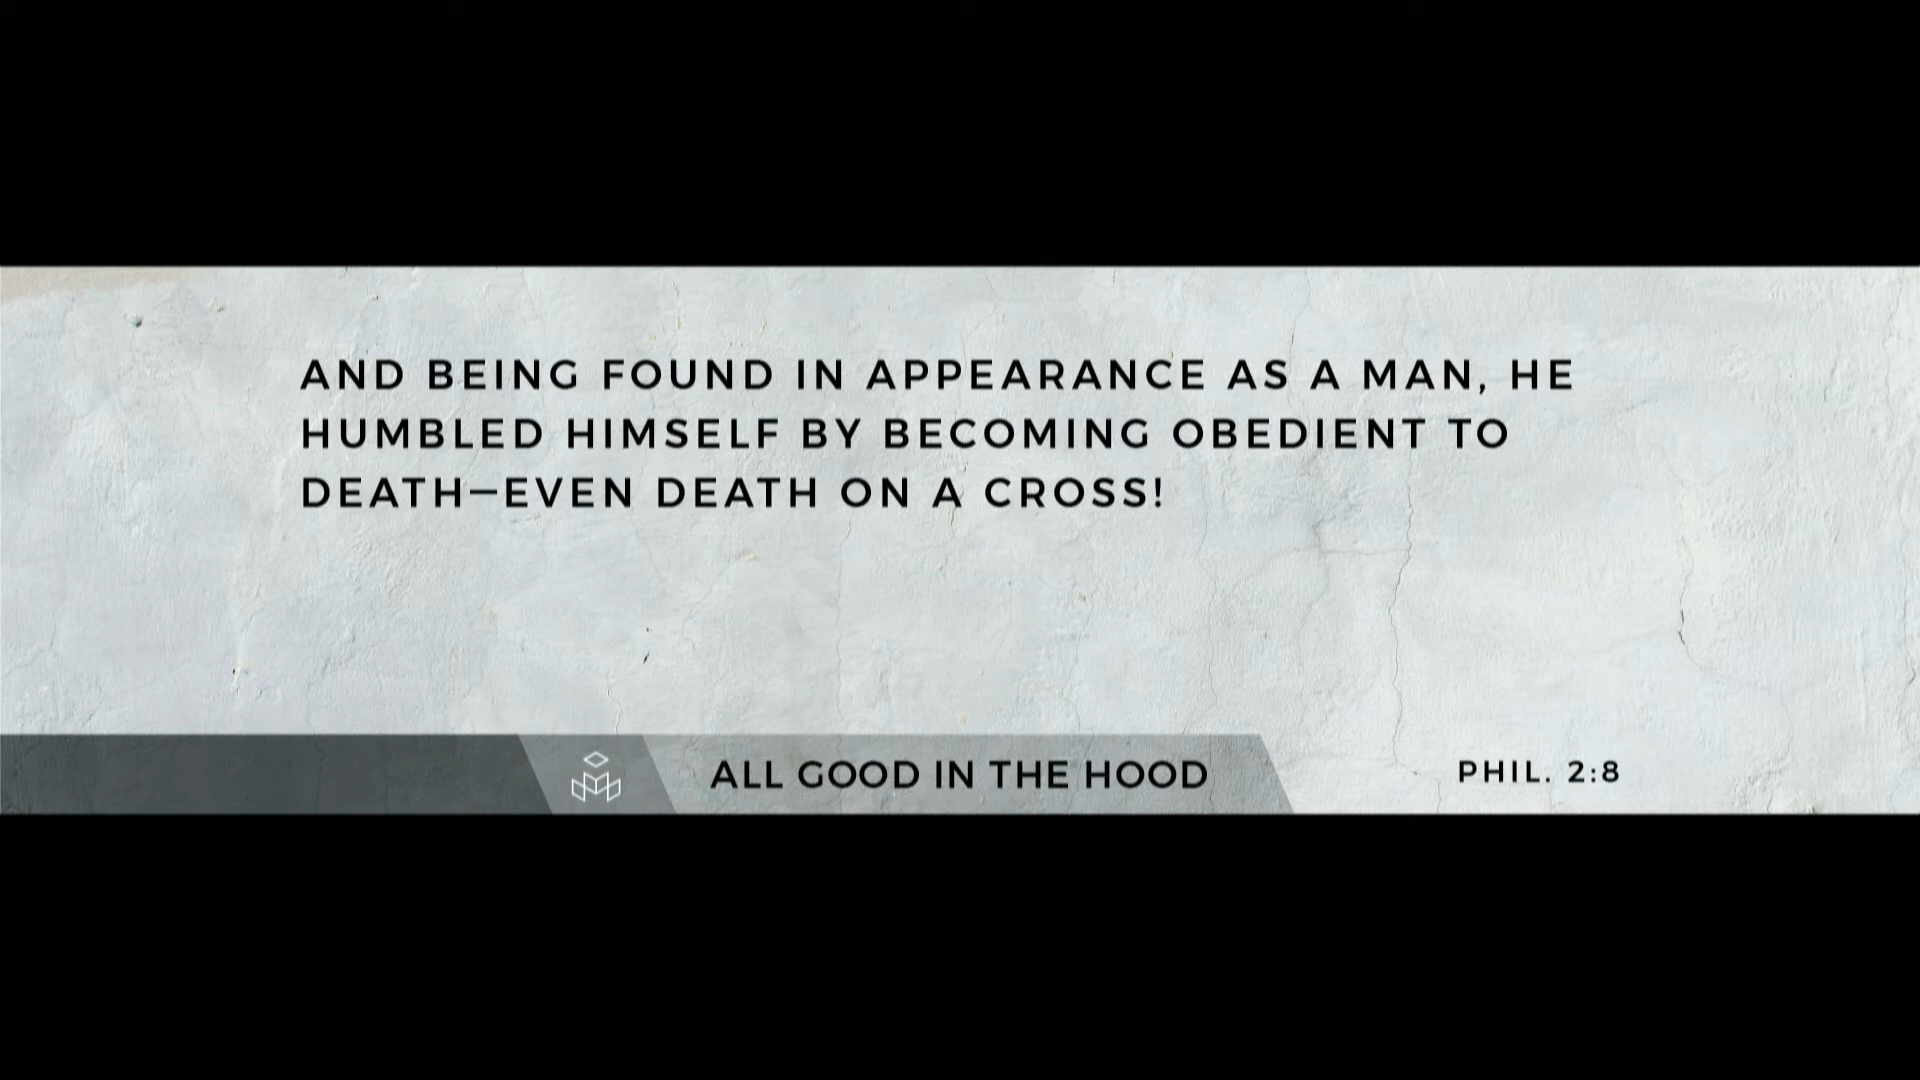 AND BEING FOUND IN APPEARANCE AS A MAN, HE
HUMBLED HIMSELF BY BECOMING OBEDIENT TO
DEATH—EVEN DEATH ON A CROSS!
ALL GOOD IN THE HOOD
PHIL. 2:8